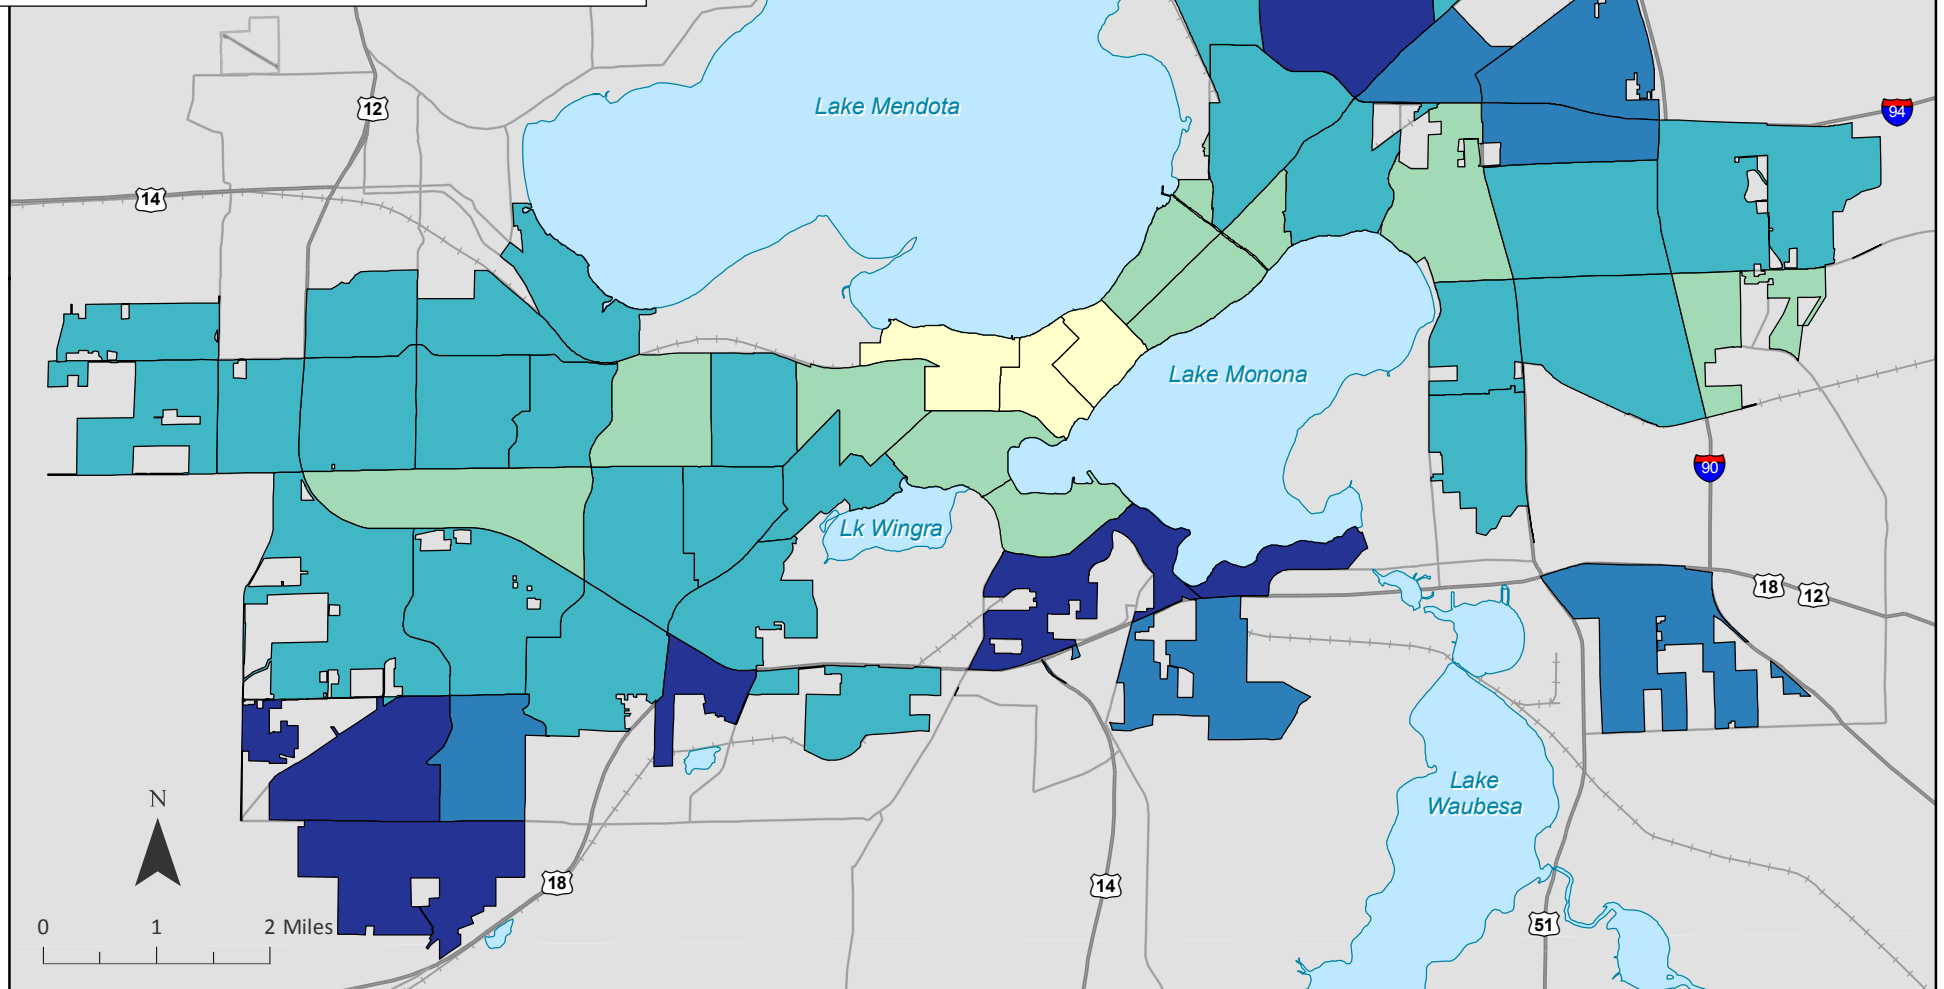 Lake Mendota
12
94
14
Lake Monona
90
Lk Wingra
18
12
Lake
Waubesa
N
18
14
51
0 1 2 Miles